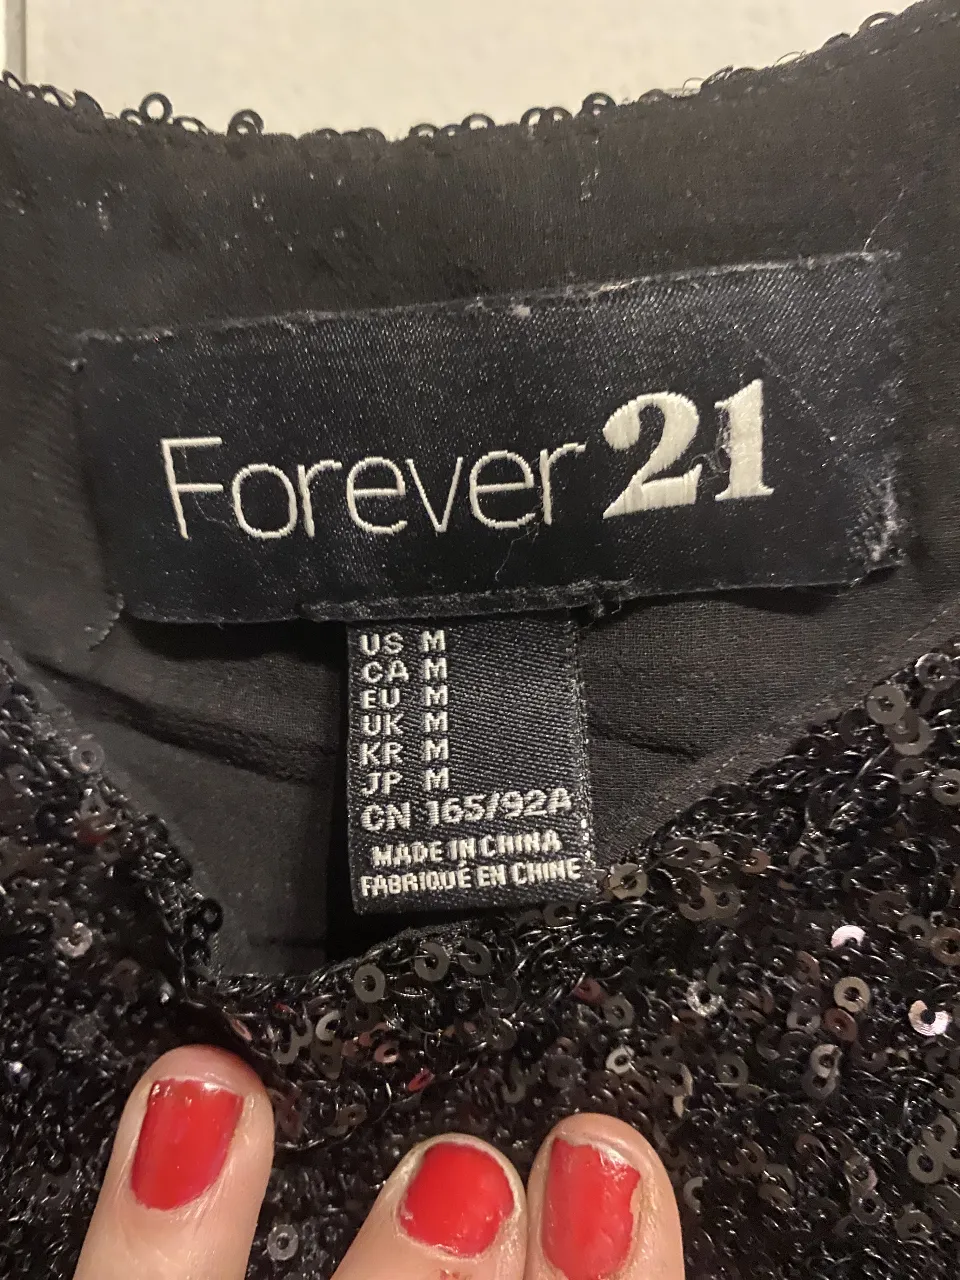 Forever 21
US M
CA M
EU M
UK M
KR M
JP M
CN 165/92A
MADE IN CHINA
FABRIQUÉ EN CHINE